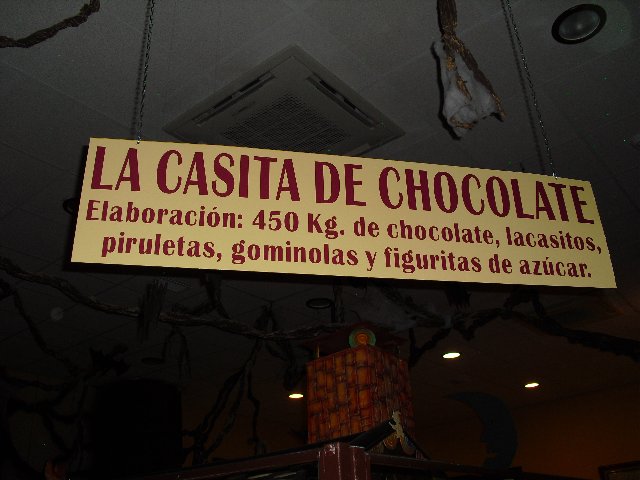 LA CASITA DE CHOCOLATE
Elaboración: 450 Kg. de chocolate, lacasitos,
piruletas, gominolas y figuritas de azúcar.